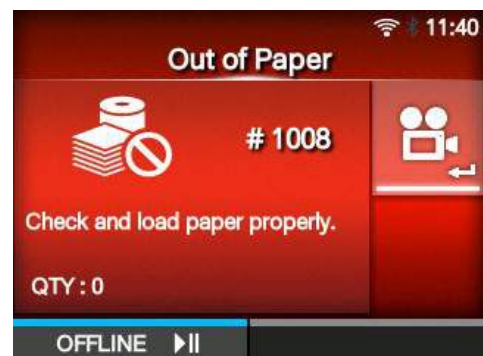 11:40
Out of Paper
# 1008
Check and load paper properly.
QTY : 0
OFFLINE